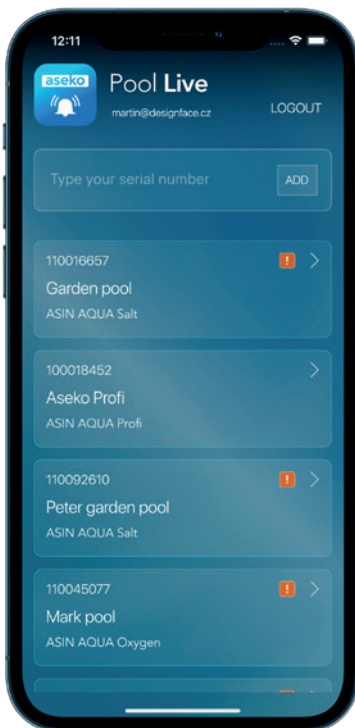 12:11
aseko
Pool Live
martin@designface.cz
LOGOUT
Type your serial number
ADD
110016657
!
Garden pool
ASIN AQUA Salt
100018452
Aseko Profi
ASIN AQUA Profi
110092610
!
Peter garden pool
ASIN AQUA Salt
110045077
!
Mark pool
ASIN AQUA Oxygen